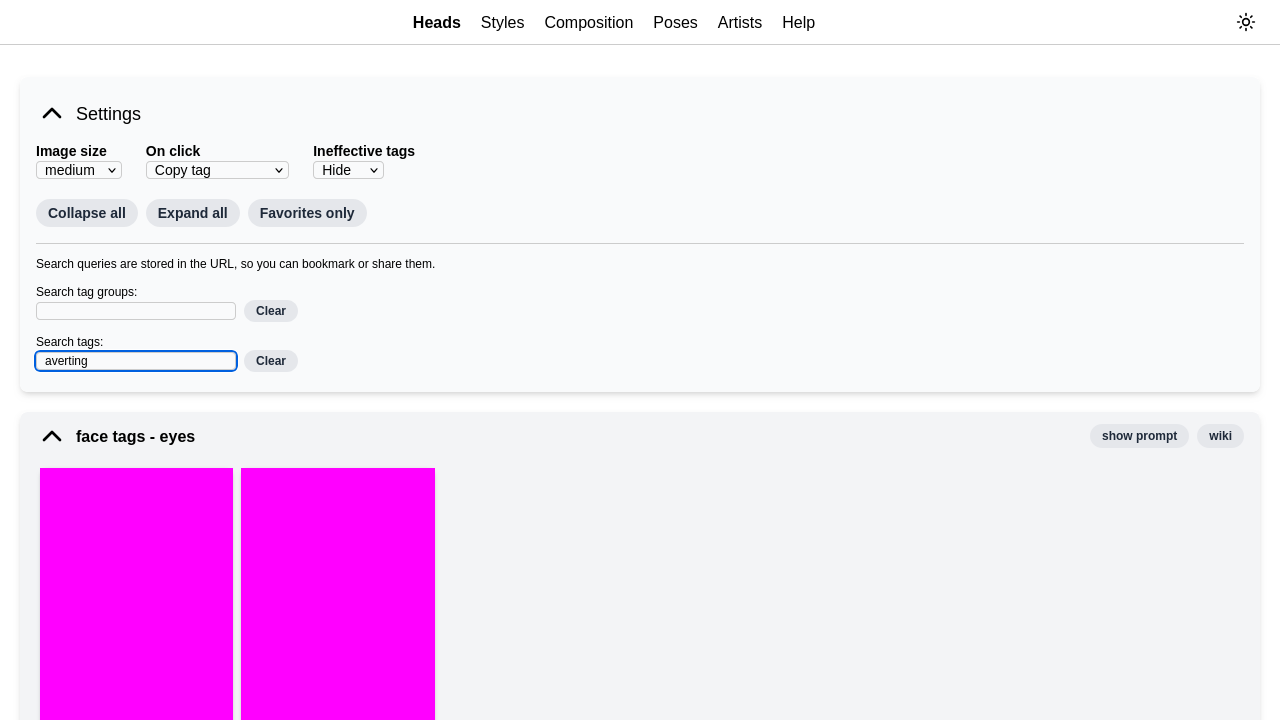 Heads Styles Composition Poses Artists Help
Settings
Image size On click Ineffective tags
medium Copy tag Hide
Collapse all Expand all Favorites only
Search queries are stored in the URL, so you can bookmark or share them.
Search tag groups:
Clear
Search tags:
averting Clear
face tags - eyes show prompt wiki